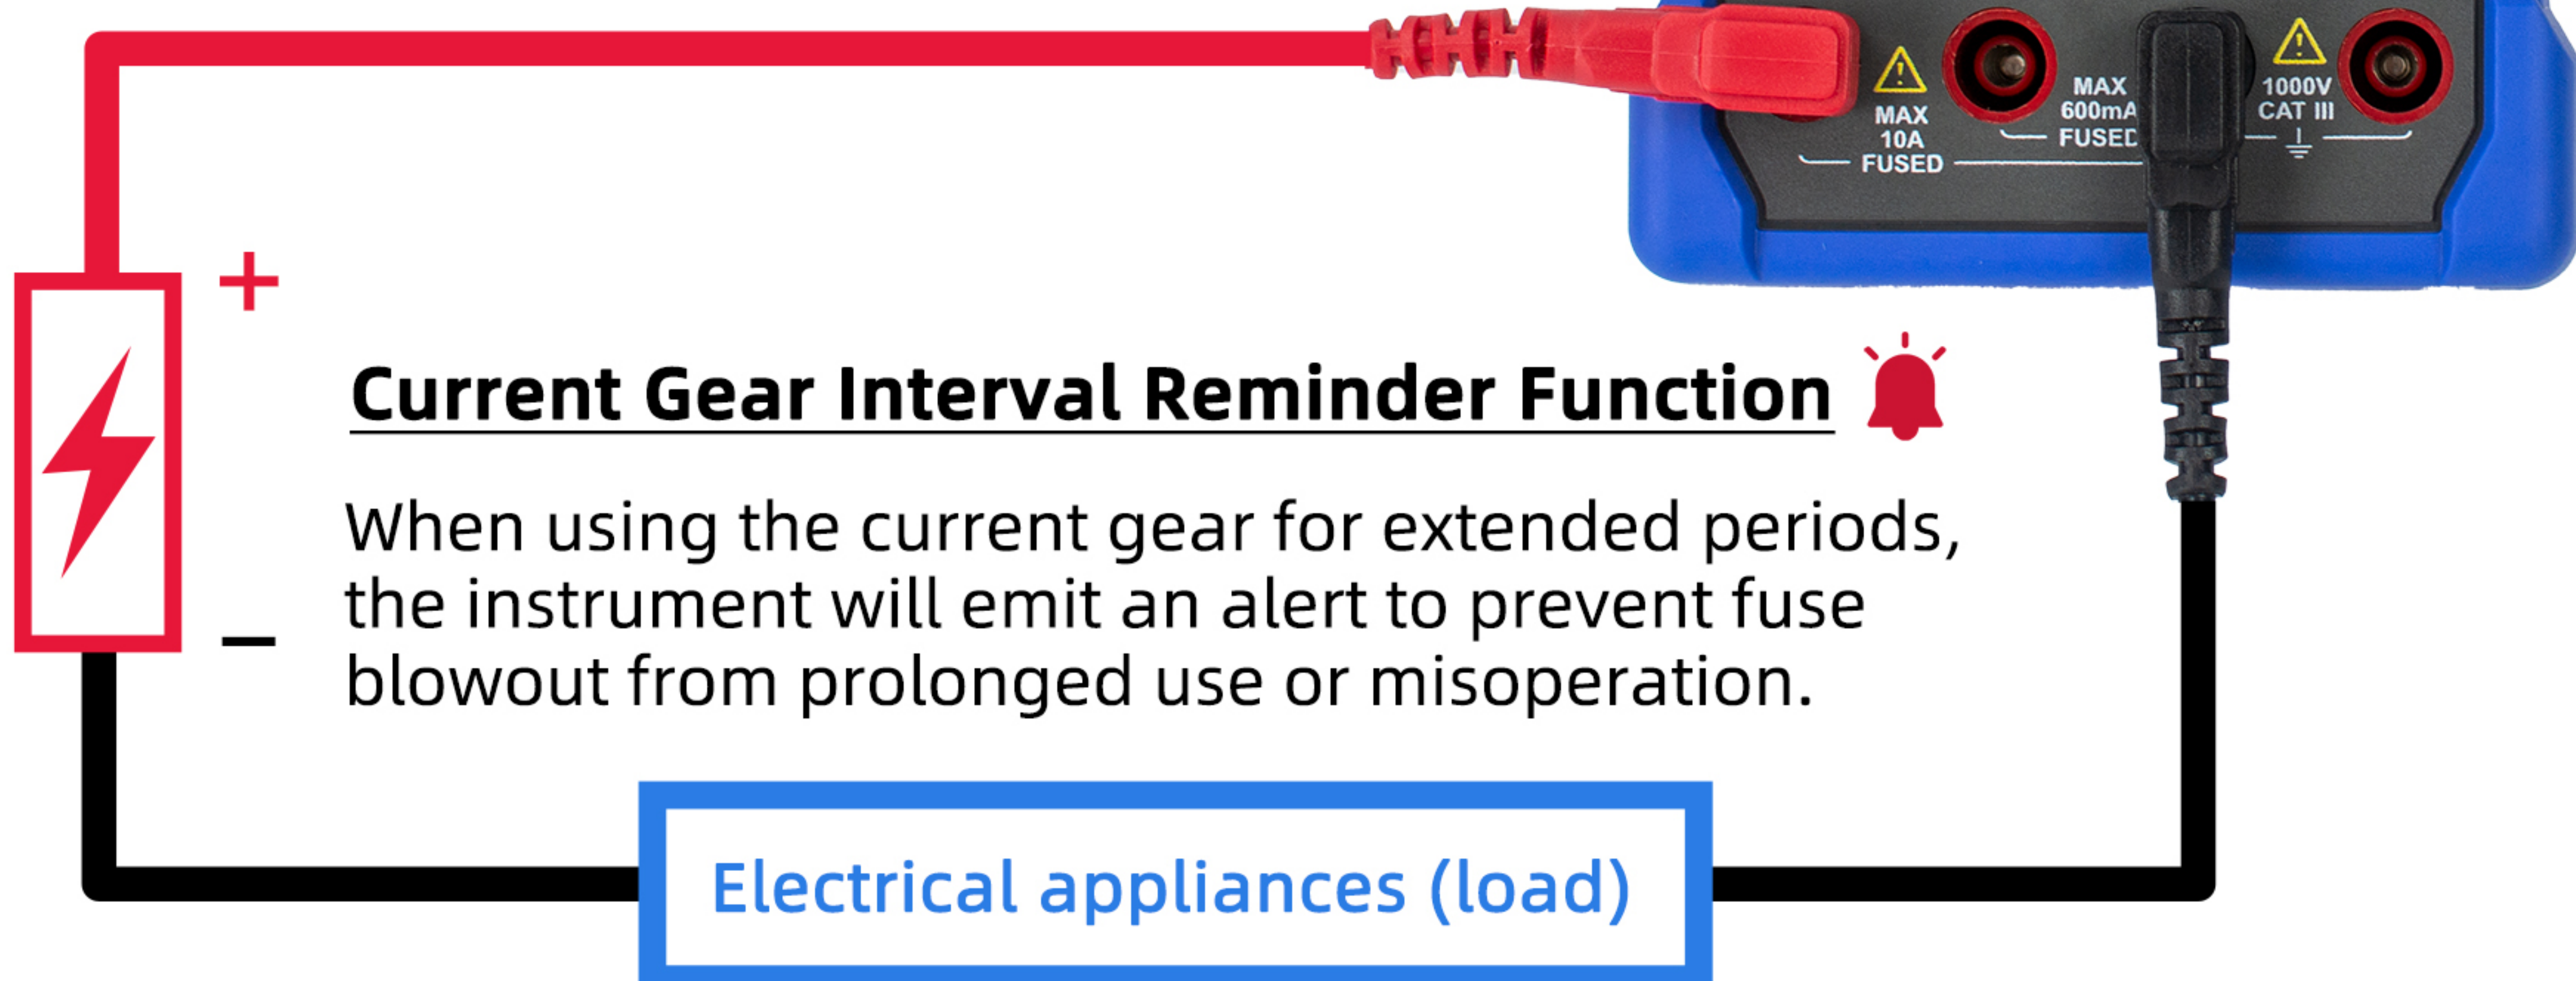 MAX
10A
FUSED
MAX
600mA
FUSED
1000V
CAT III
+
Current Gear Interval Reminder Function
When using the current gear for extended periods,
the instrument will emit an alert to prevent fuse
blowout from prolonged use or misoperation.
−
Electrical appliances (load)